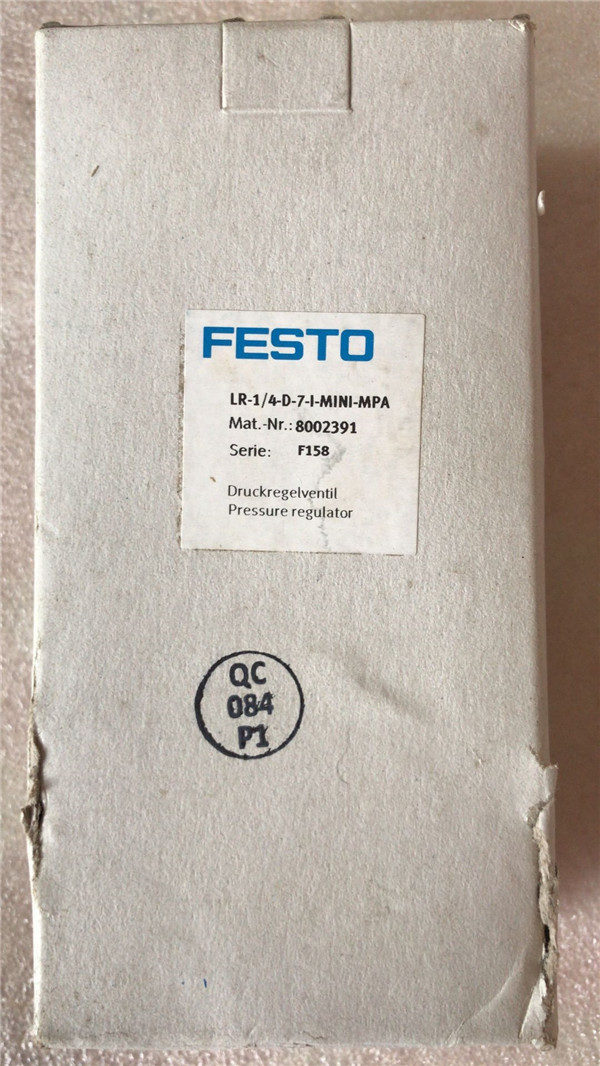 FESTO
LR-1/4-D-7-I-MINI-MPA
Mat.-Nr.: 8002391
Serie: F158
Druckregelventil
Pressure regulator
QC
084
P1